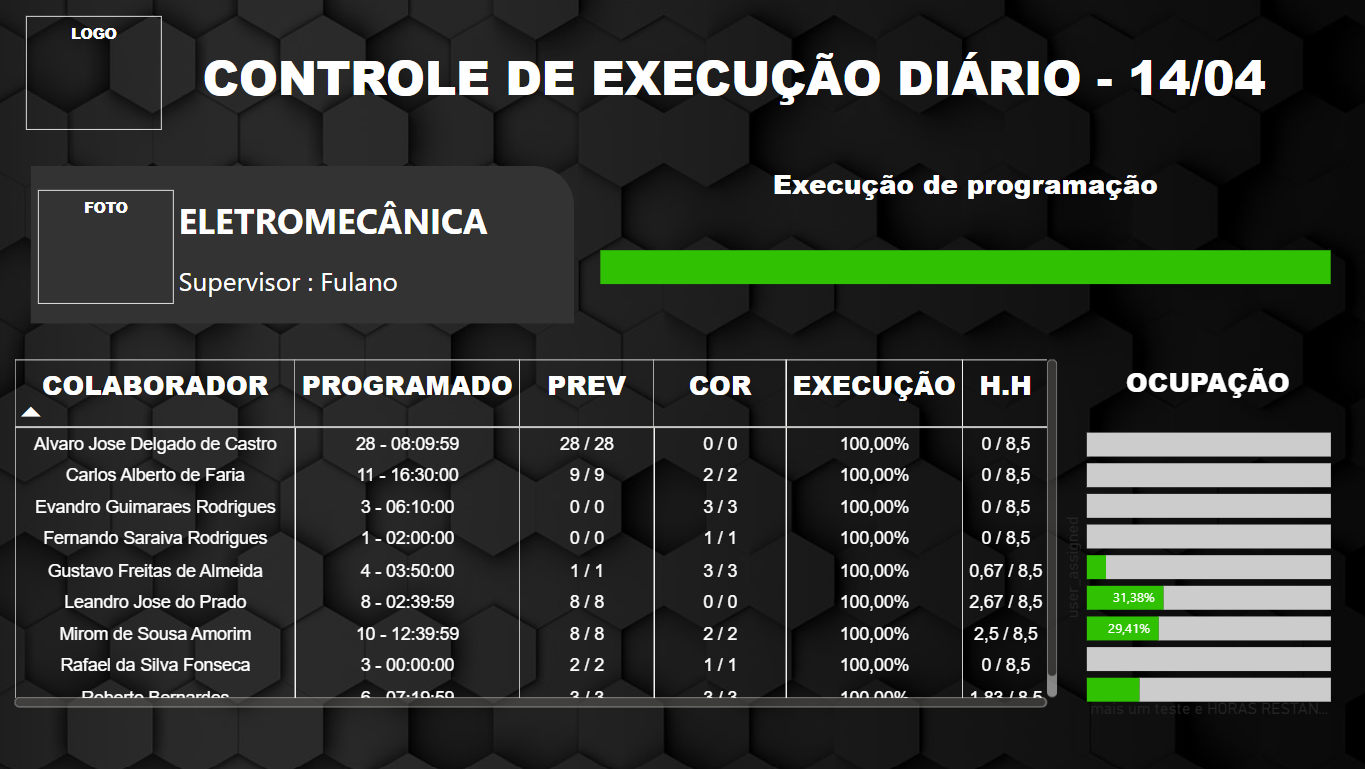 LOGO
CONTROLE DE EXECUÇÃO DIÁRIO - 14/04
FOTO
ELETROMECÂNICA
Supervisor : Fulano
Execução de programação
COLABORADOR PROGRAMADO PREV COR EXECUÇÃO H.H
Alvaro Jose Delgado de Castro 28 - 08:09:59 28 / 28 0 / 0 100,00% 0 / 8,5
Carlos Alberto de Faria 11 - 16:30:00 9 / 9 2 / 2 100,00% 0 / 8,5
Evandro Guimaraes Rodrigues 3 - 06:10:00 0 / 0 3 / 3 100,00% 0 / 8,5
Fernando Saraiva Rodrigues 1 - 02:00:00 0 / 0 1 / 1 100,00% 0 / 8,5
Gustavo Freitas de Almeida 4 - 03:50:00 1 / 1 3 / 3 100,00% 0,67 / 8,5
Leandro Jose do Prado 8 - 02:39:59 8 / 8 0 / 0 100,00% 2,67 / 8,5
Mirom de Sousa Amorim 10 - 12:39:59 8 / 8 2 / 2 100,00% 2,5 / 8,5
Rafael da Silva Fonseca 3 - 00:00:00 2 / 2 1 / 1 100,00% 0 / 8,5
Roberto Bernardes 6 - 07:19:59 3 / 3 3 / 3 100,00% 1,83 / 8,5
OCUPAÇÃO
user_assigned
31,38%
29,41%
mais um teste e HORAS RESTAN...